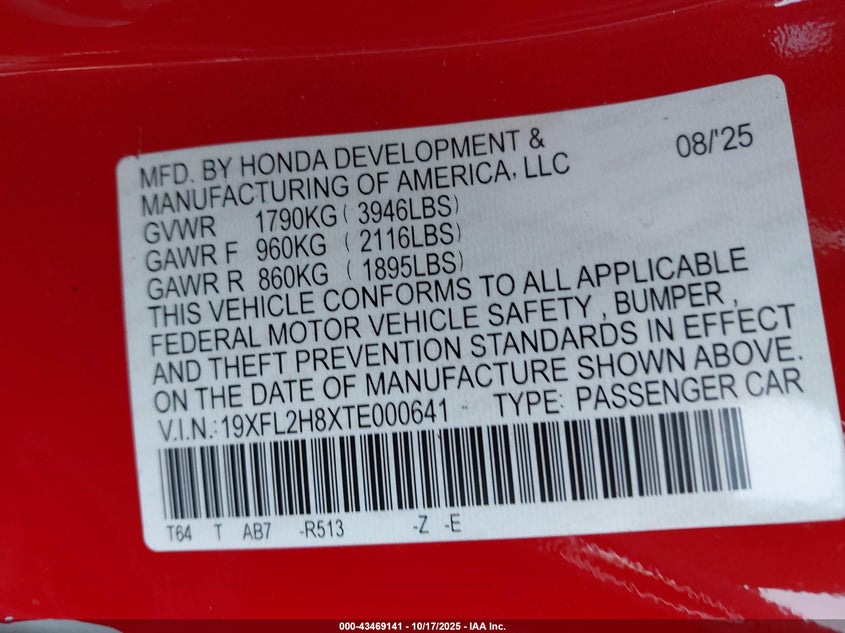 MFD. BY HONDA DEVELOPMENT & 08/'25
MANUFACTURING OF AMERICA, LLC
GVWR 1790KG ( 3946LBS)
GAWR F 960KG ( 2116LBS)
GAWR R 860KG ( 1895LBS)
THIS VEHICLE CONFORMS TO ALL APPLICABLE
FEDERAL MOTOR VEHICLE SAFETY , BUMPER ,
AND THEFT PREVENTION STANDARDS IN EFFECT
ON THE DATE OF MANUFACTURE SHOWN ABOVE.
V.I.N.:19XFL2H8XTE000641 TYPE: PASSENGER CAR
T64 T AB7 -R513 -Z -E
000-43469141 - 10/17/2025 - IAA Inc.